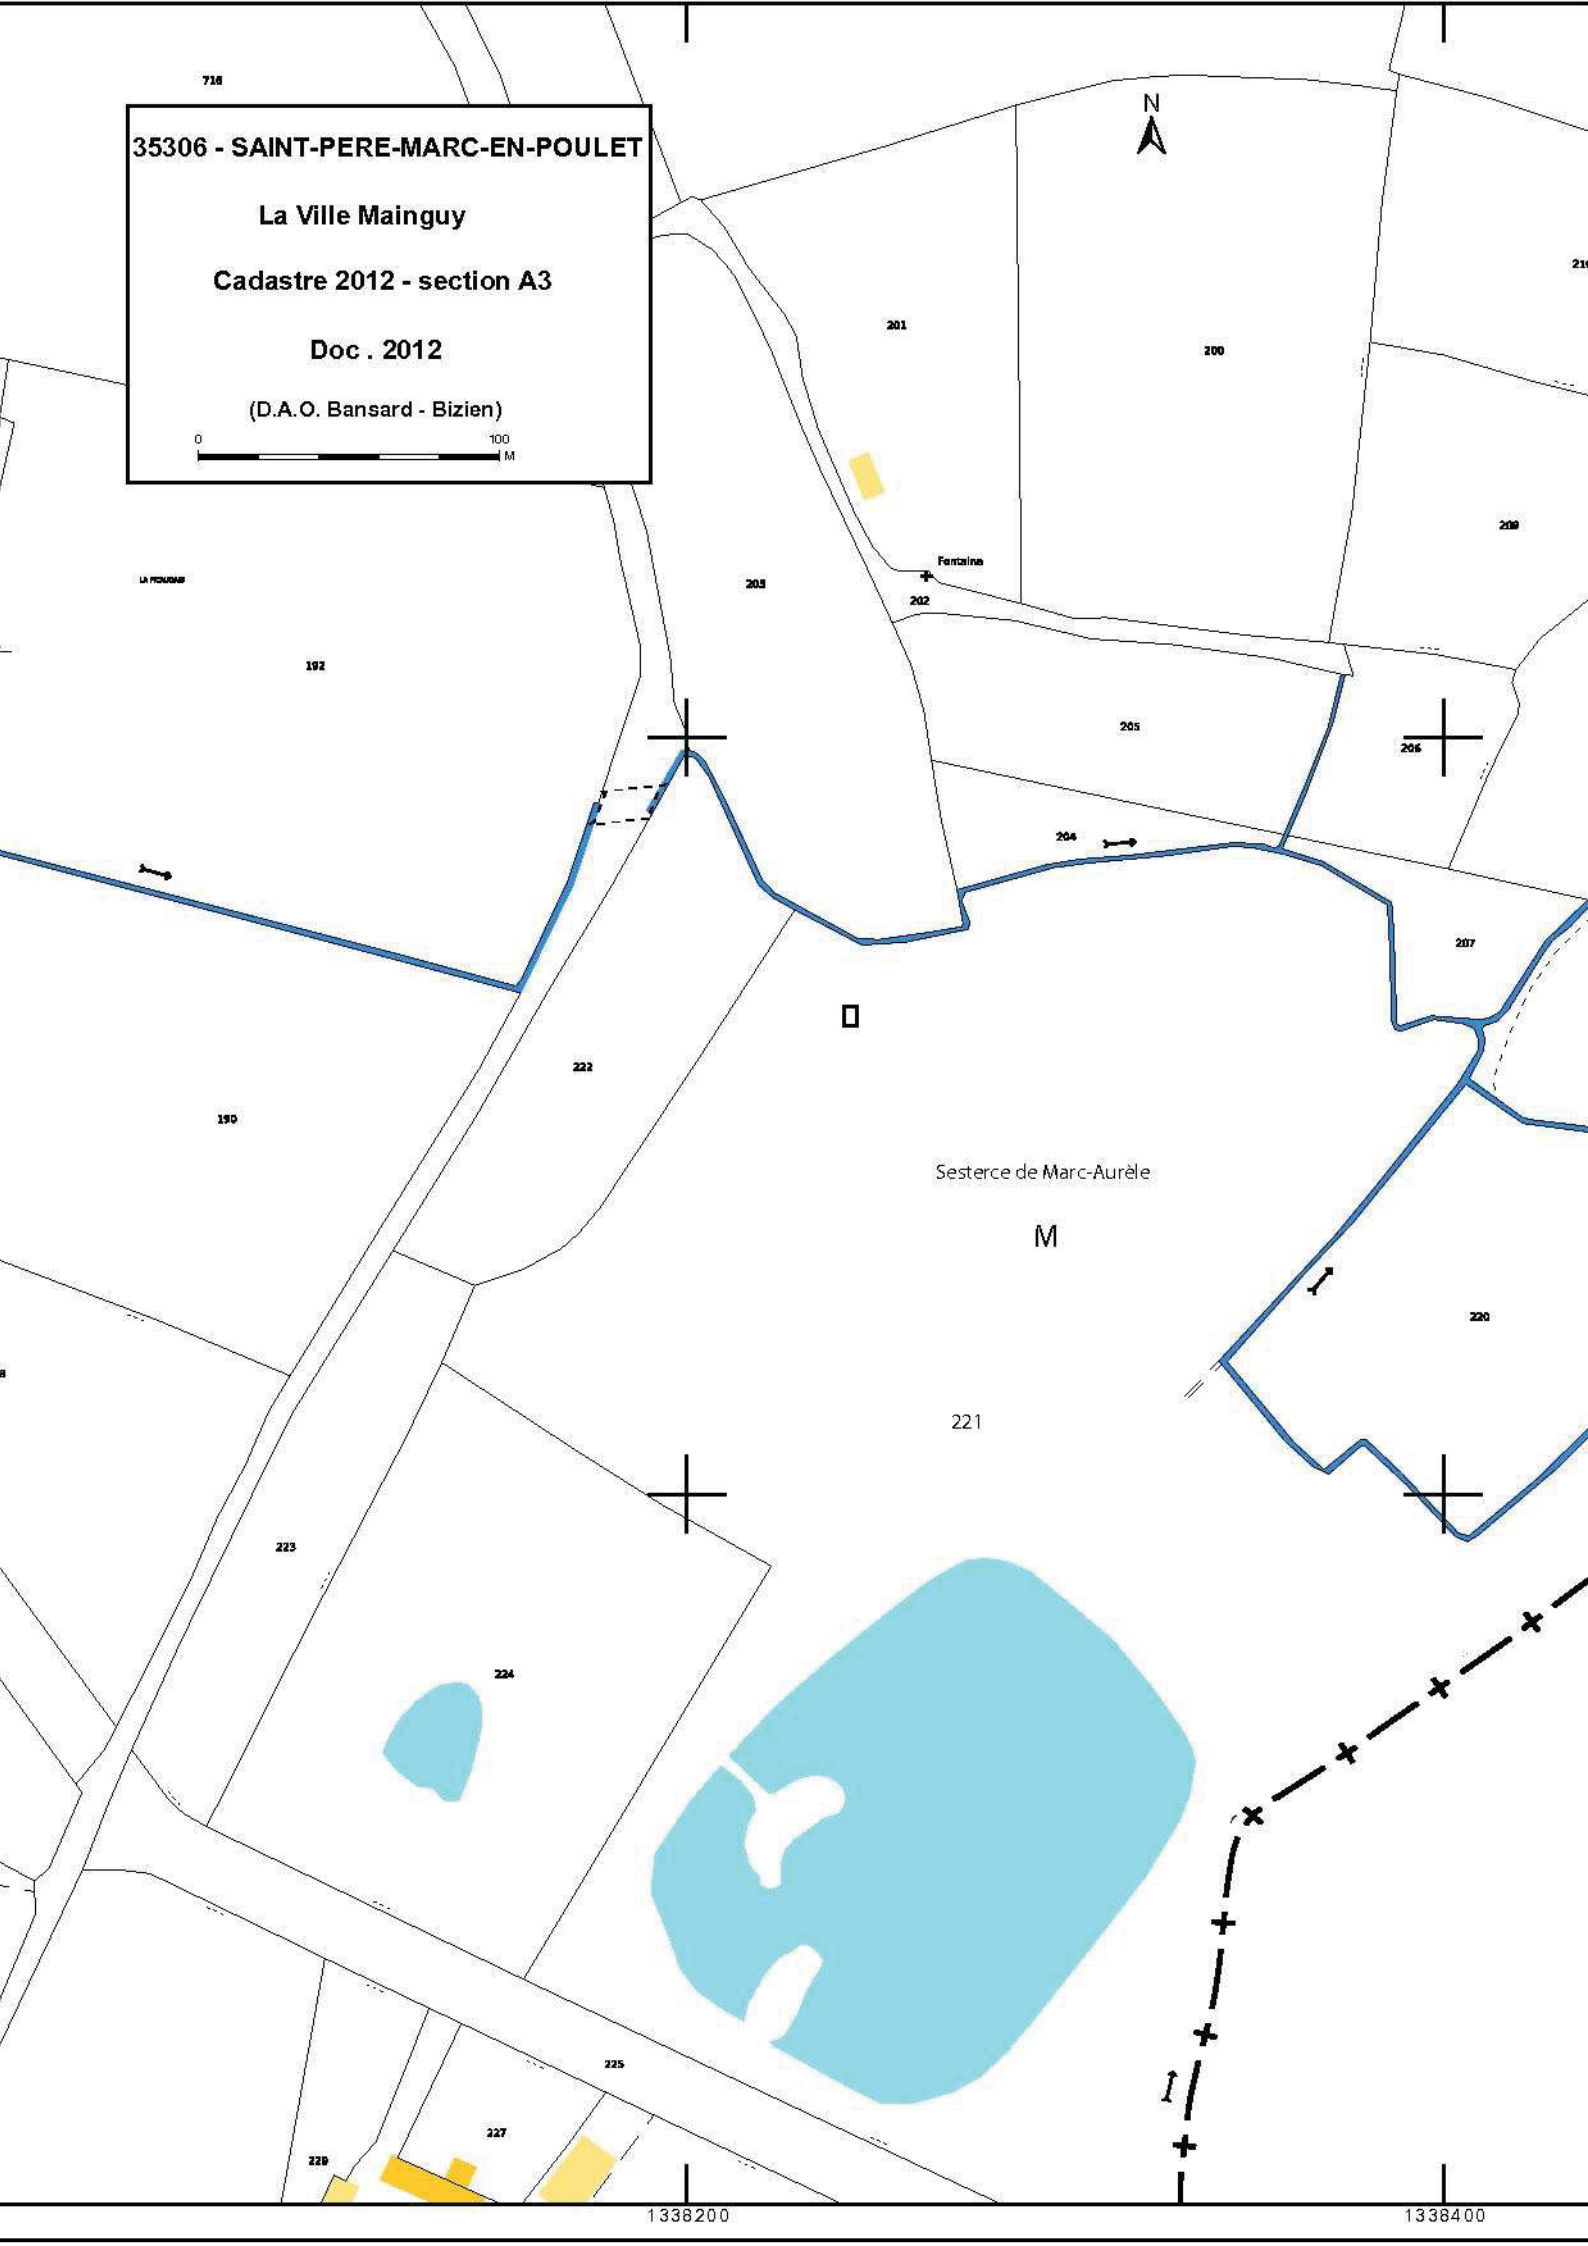 716
N
35306 - SAINT-PERE-MARC-EN-POULET
La Ville Mainguy
Cadastre 2012 - section A3
Doc . 2012
(D.A.O. Bansard - Bizien)
0 100
M
201
200
209
Fontaine
202
203
192
205
206
204
207
222
190
Sesterce de Marc-Aurèle
M
220
221
223
224
225
227
229
1338200
1338400